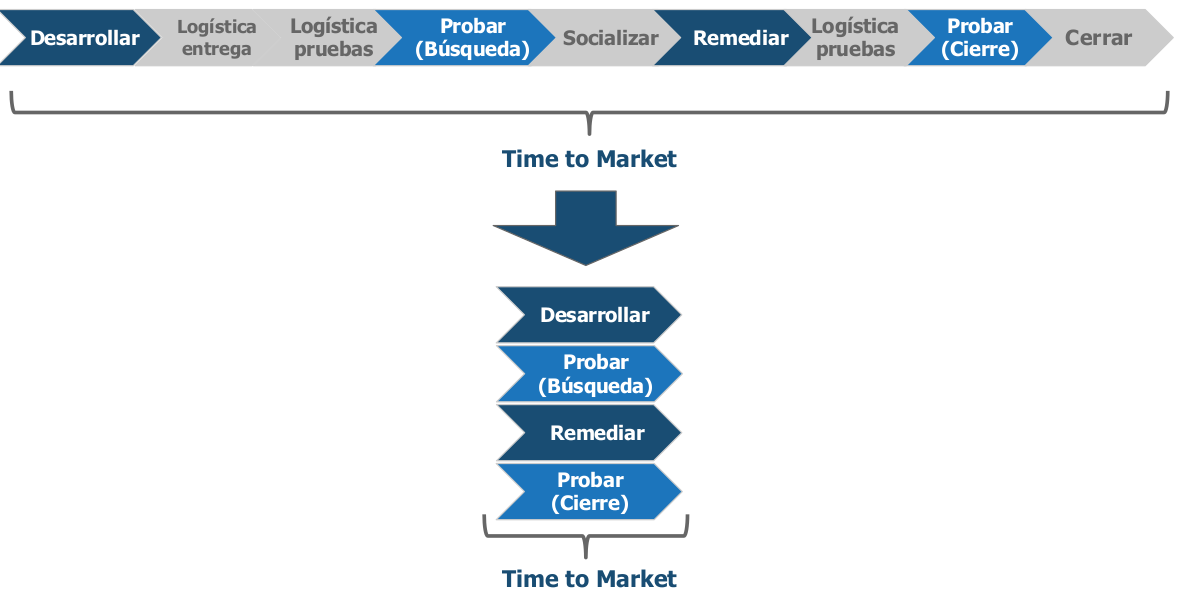 Desarrollar
Logística
entrega
Logística
pruebas
Probar
(Búsqueda)
Socializar
Remediar
Logística
pruebas
Probar
(Cierre)
Cerrar
Time to Market
Desarrollar
Probar
(Búsqueda)
Remediar
Probar
(Cierre)
Time to Market